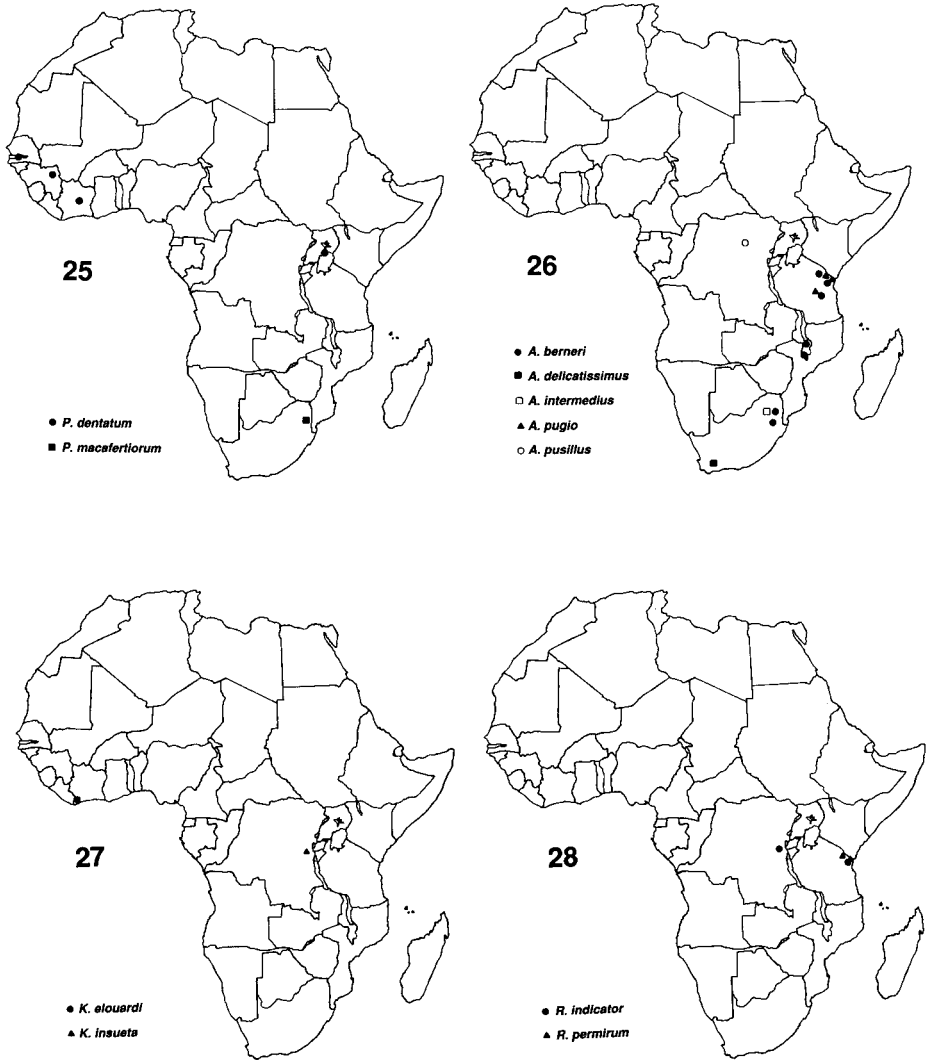 25
● P. dentatum
■ P. macafertiorum
26
● A. berneri
■ A. delicatissimus
□ A. intermedius
▲ A. pugio
○ A. pusillus
27
● K. elouardi
▲ K. insueta
28
● R. indicator
▲ R. permirum